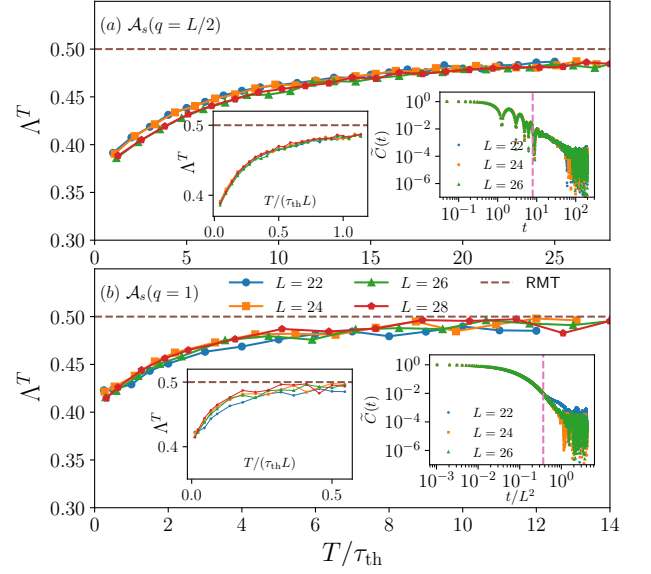 (a) 𝒜_s(q = L/2)
0.50
0.45
0.40
0.35
0.30
Λ^T
0 5 10 15 20 25
0.5
0.4
Λ^T
T/(τ_th L)
0.0 0.5 1.0
10^0
10^−2
10^−4
10^−6
C̃(t)
L = 22
L = 24
L = 26
10^−1 10^0 10^1 10^2
t
(b) 𝒜_s(q = 1)
L = 22
L = 24
L = 26
L = 28
RMT
0.50
0.45
0.40
0.35
0.30
Λ^T
0.5
0.4
Λ^T
T/(τ_th L)
0.0 0.5
10^0
10^−2
10^−4
10^−6
C̃(t)
L = 22
L = 24
L = 26
10^−3 10^−2 10^−1 10^0
t/L^2
0 2 4 6 8 10 12 14
T/τ_th